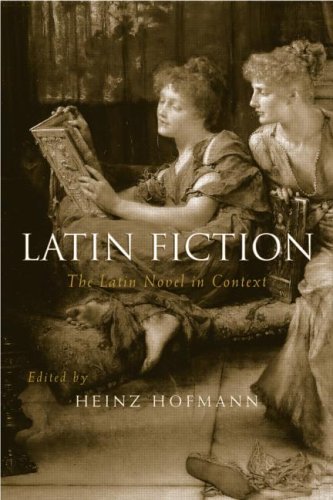 LATIN FICTION
The Latin Novel in Context
Edited by
HEINZ HOFMANN